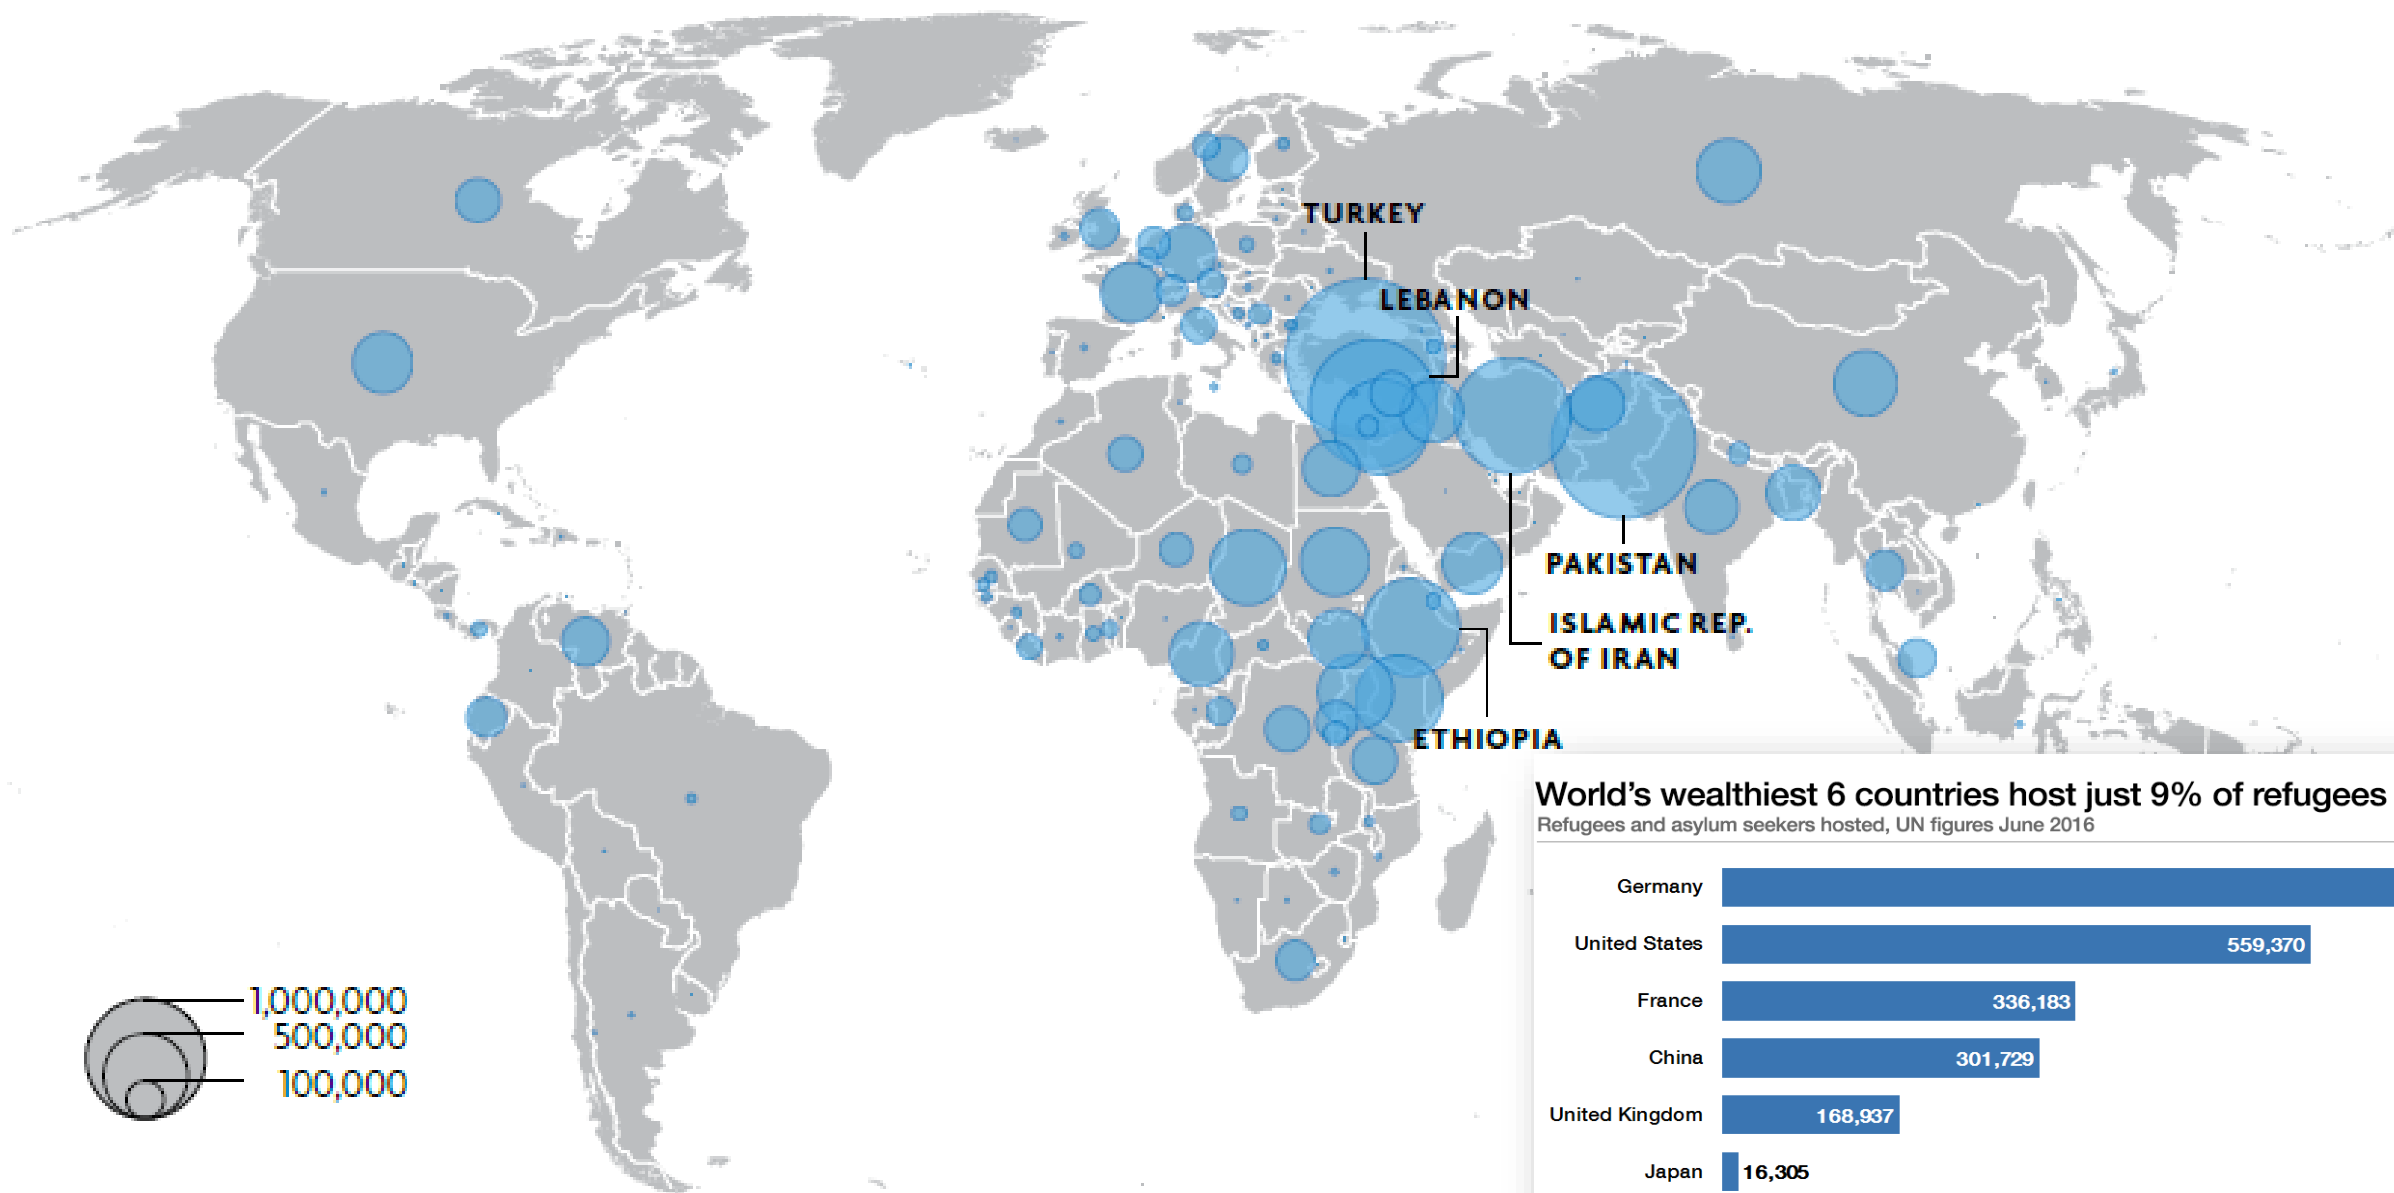 TURKEY
LEBANON
PAKISTAN
ISLAMIC REP.
OF IRAN
ETHIOPIA
1,000,000
500,000
100,000
World's wealthiest 6 countries host just 9% of refugees
Refugees and asylum seekers hosted, UN figures June 2016
Germany
United States 559,370
France 336,183
China 301,729
United Kingdom 168,937
Japan 16,305